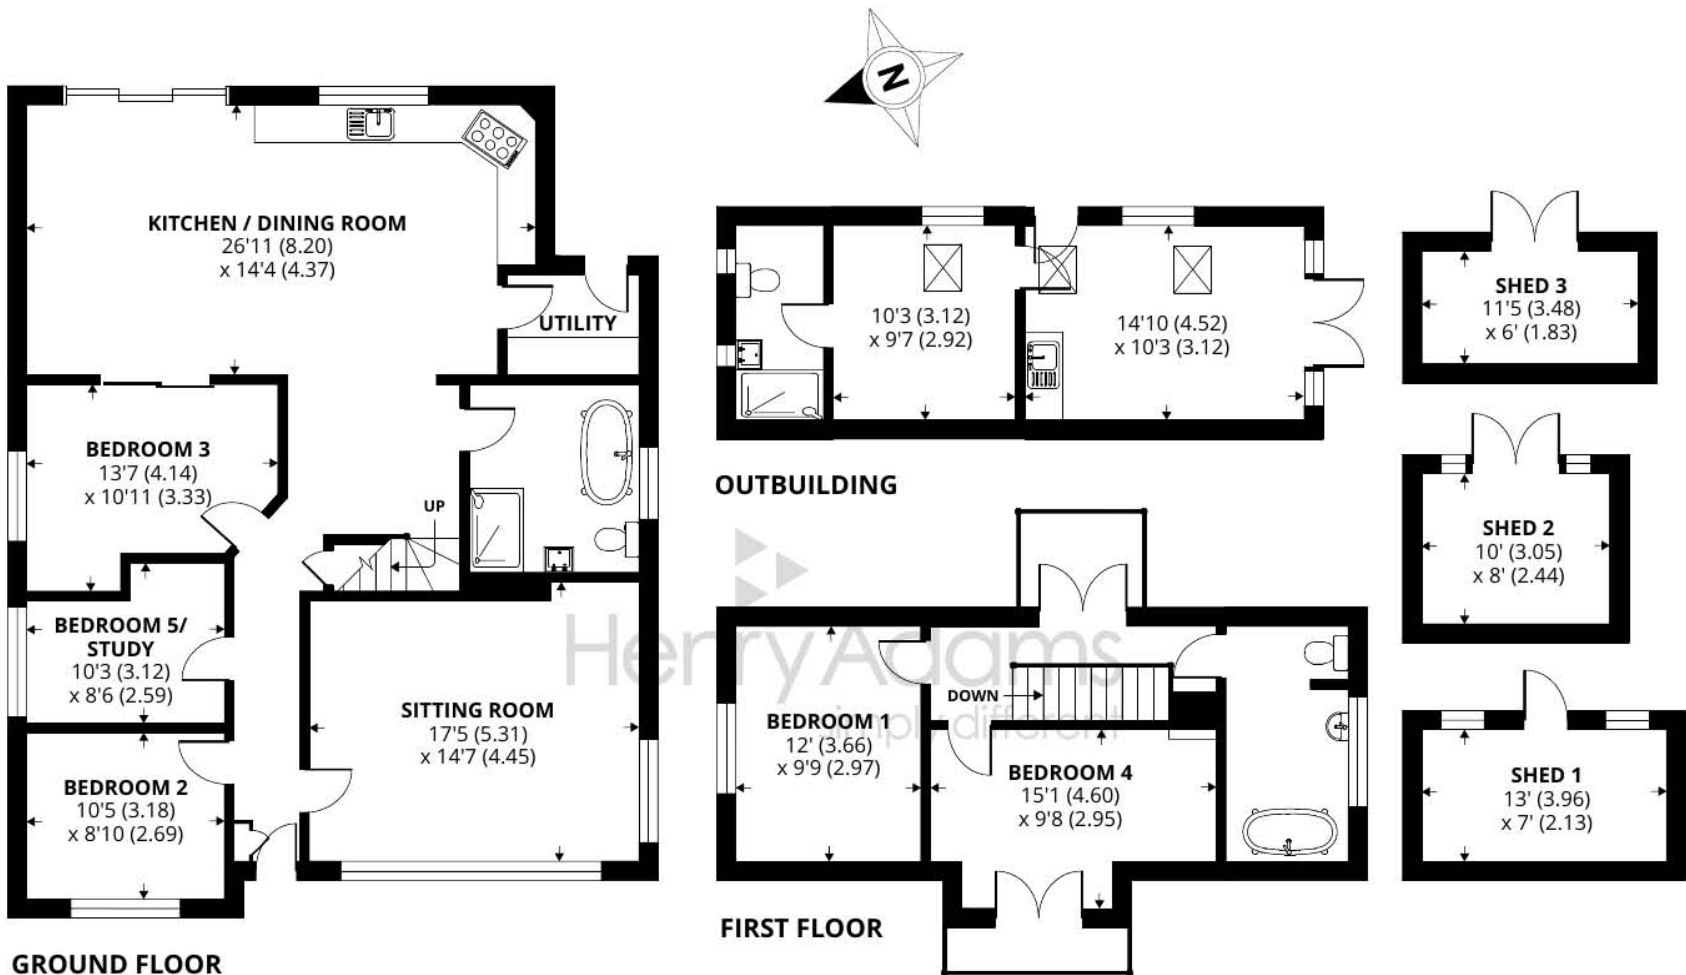 N
KITCHEN / DINING ROOM
26'11 (8.20)
x 14'4 (4.37)
UTILITY
BEDROOM 3
13'7 (4.14)
x 10'11 (3.33)
UP
BEDROOM 5/
STUDY
10'3 (3.12)
x 8'6 (2.59)
SITTING ROOM
17'5 (5.31)
x 14'7 (4.45)
BEDROOM 2
10'5 (3.18)
x 8'10 (2.69)
GROUND FLOOR
10'3 (3.12)
x 9'7 (2.92)
14'10 (4.52)
x 10'3 (3.12)
OUTBUILDING
Henry Adams
simply different
DOWN
BEDROOM 1
12' (3.66)
x 9'9 (2.97)
BEDROOM 4
15'1 (4.60)
x 9'8 (2.95)
FIRST FLOOR
SHED 3
11'5 (3.48)
x 6' (1.83)
SHED 2
10' (3.05)
x 8' (2.44)
SHED 1
13' (3.96)
x 7' (2.13)